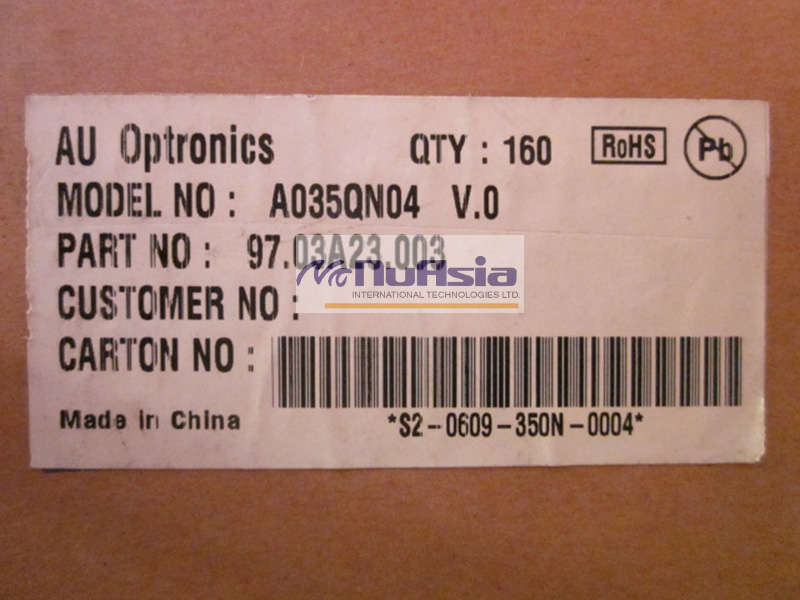 AU Optronics QTY : 160 RoHS Pb
MODEL NO : A035QN04 V.0
PART NO : 97.03A23.003
nuAsia
INTERNATIONAL TECHNOLOGIES LTD.
CUSTOMER NO :
CARTON NO :
Made in China *S2-0609-350N-0004*